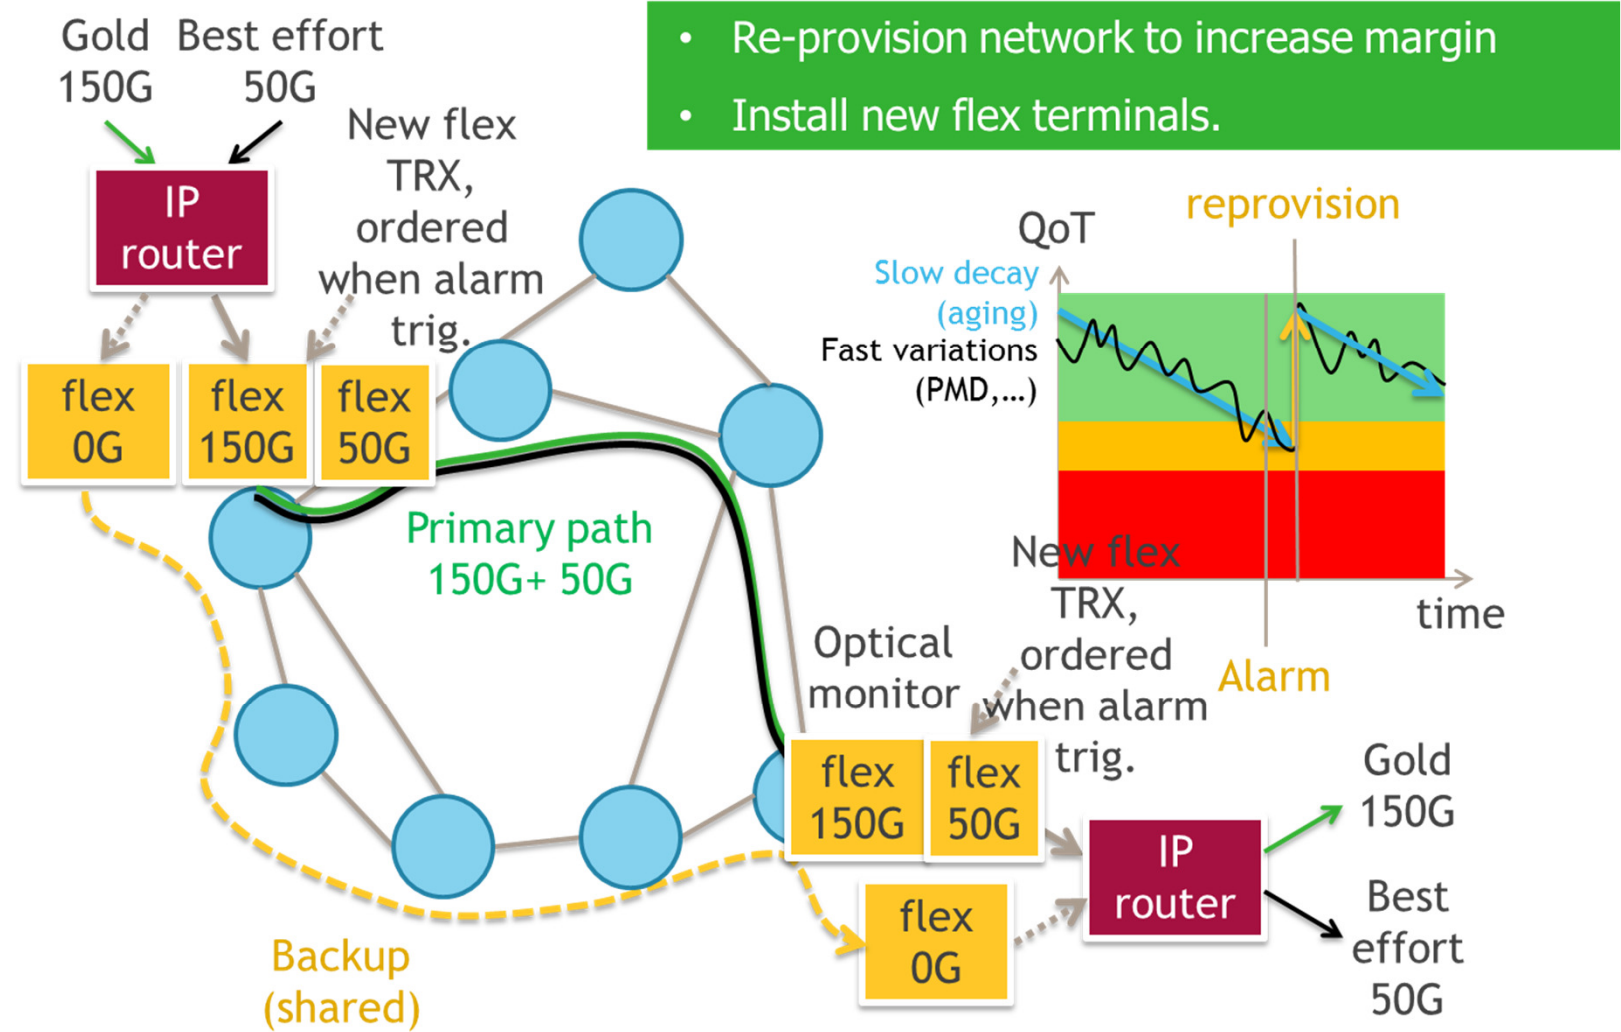 Gold
150G
Best effort
50G
• Re-provision network to increase margin
• Install new flex terminals.
New flex
TRX,
ordered
when alarm
trig.
IP
router
flex
0G
flex
150G
flex
50G
Primary path
150G+ 50G
reprovision
QoT
Slow decay
(aging)
Fast variations
(PMD,...)
time
Alarm
New flex
TRX,
ordered
when alarm
trig.
Optical
monitor
flex
150G
flex
50G
flex
0G
IP
router
Gold
150G
Best
effort
50G
Backup
(shared)